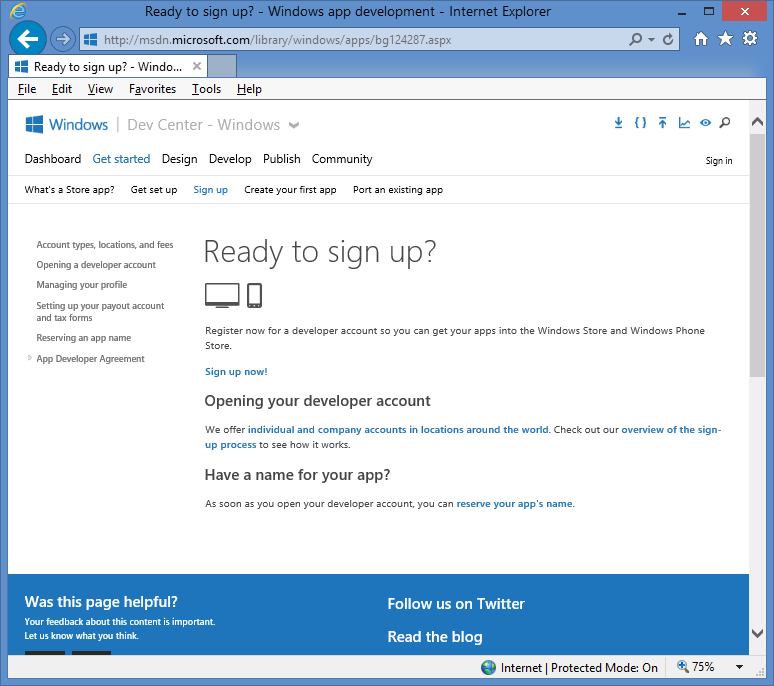 Ready to sign up? - Windows app development - Internet Explorer
http://msdn.microsoft.com/library/windows/apps/bg124287.aspx
Ready to sign up? - Windo...
File Edit View Favorites Tools Help
Windows | Dev Center - Windows
Dashboard Get started Design Develop Publish Community
Sign in
What's a Store app? Get set up Sign up Create your first app Port an existing app
Account types, locations, and fees
Opening a developer account
Managing your profile
Setting up your payout account
and tax forms
Reserving an app name
App Developer Agreement
Ready to sign up?
Register now for a developer account so you can get your apps into the Windows Store and Windows Phone
Store.
Sign up now!
Opening your developer account
We offer individual and company accounts in locations around the world. Check out our overview of the sign-
up process to see how it works.
Have a name for your app?
As soon as you open your developer account, you can reserve your app's name.
Was this page helpful?
Your feedback about this content is important.
Let us know what you think.
Follow us on Twitter
Read the blog
Internet | Protected Mode: On
75%